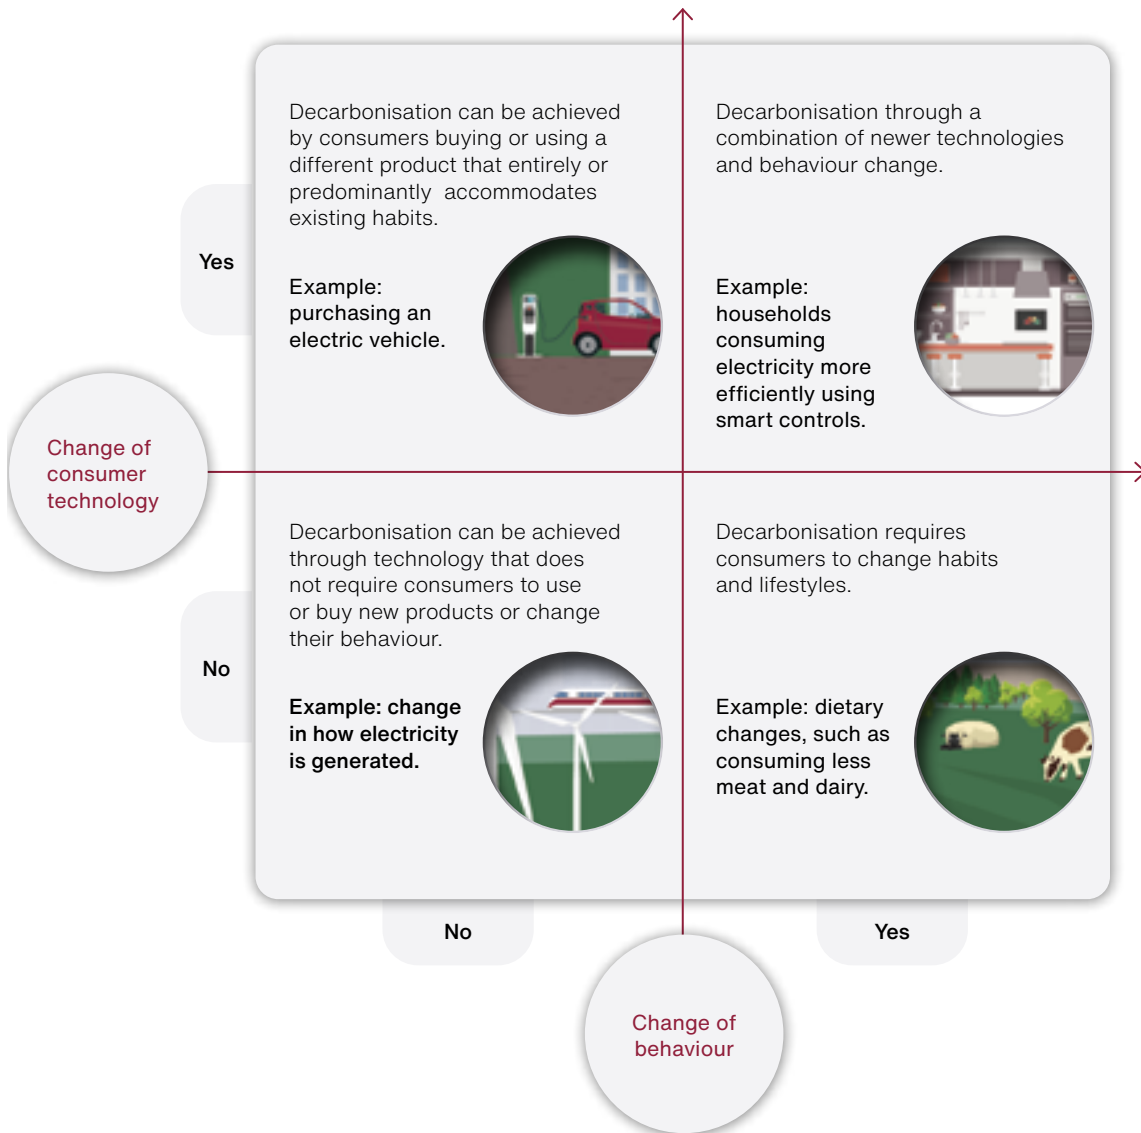 Decarbonisation can be achieved
by consumers buying or using a
different product that entirely or
predominantly accommodates
existing habits.
Example:
purchasing an
electric vehicle.
Decarbonisation through a
combination of newer technologies
and behaviour change.
Example:
households
consuming
electricity more
efficiently using
smart controls.
Yes
Change of
consumer
technology
Decarbonisation can be achieved
through technology that does
not require consumers to use
or buy new products or change
their behaviour.
Example: change
in how electricity
is generated.
Decarbonisation requires
consumers to change habits
and lifestyles.
Example: dietary
changes, such as
consuming less
meat and dairy.
No
No
Yes
Change of
behaviour